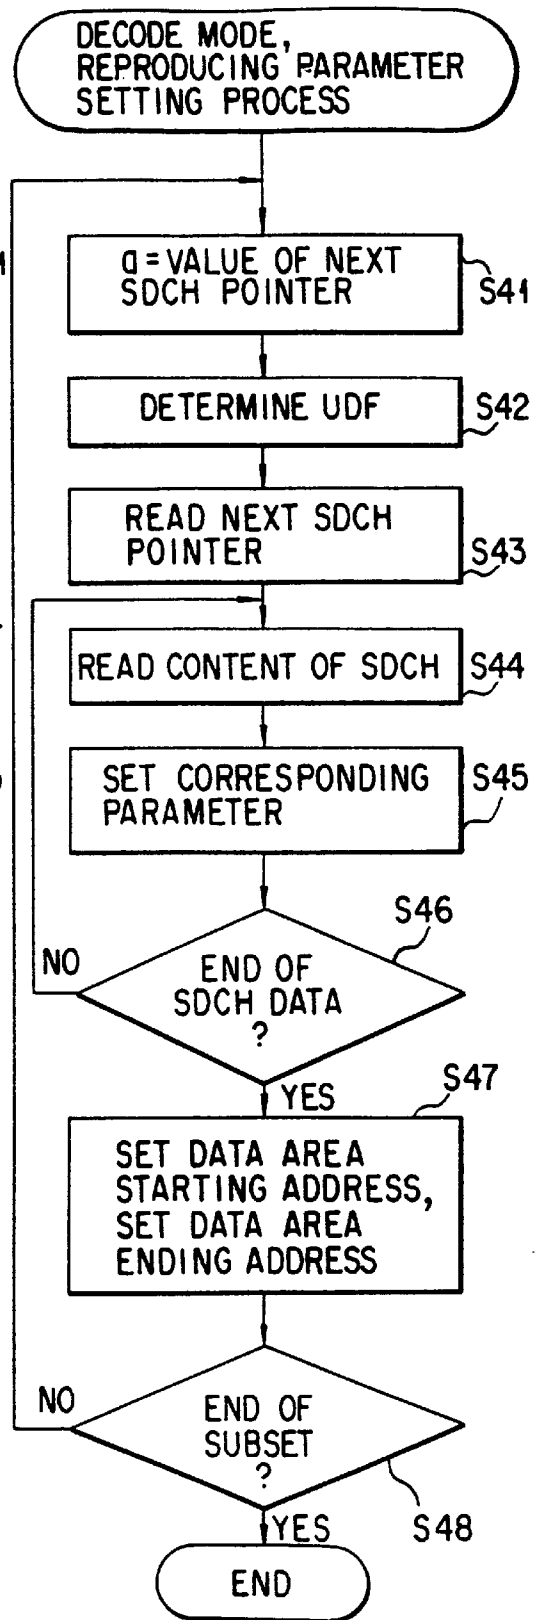 DECODE MODE,
REPRODUCING PARAMETER
SETTING PROCESS
a=VALUE OF NEXT
SDCH POINTER
S41
DETERMINE UDF
S42
READ NEXT SDCH
POINTER
S43
READ CONTENT OF SDCH
S44
SET CORRESPONDING
PARAMETER
S45
S46
NO
END OF
SDCH DATA
?
YES
S47
SET DATA AREA
STARTING ADDRESS,
SET DATA AREA
ENDING ADDRESS
NO
END OF
SUBSET
?
S48
YES
END